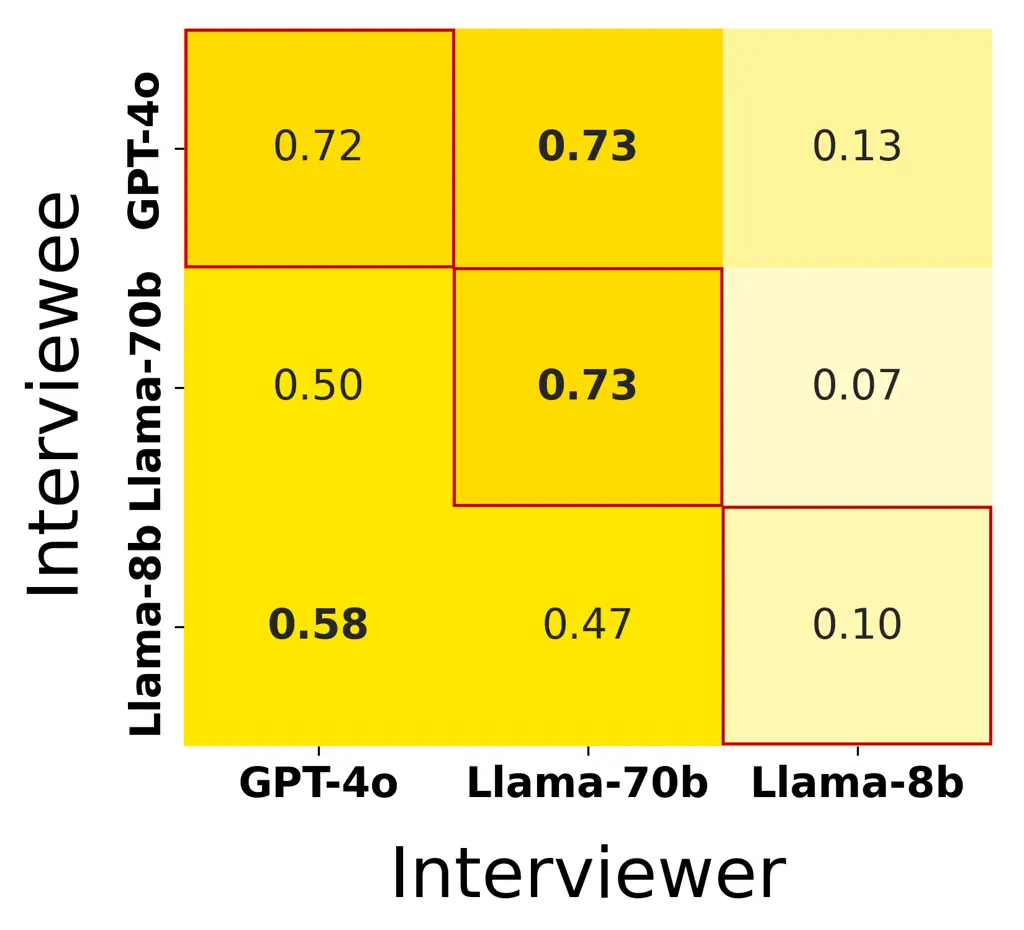 Interviewee
GPT-4o
0.72 0.73 0.13
Llama-70b
0.50 0.73 0.07
Llama-8b
0.58 0.47 0.10
GPT-4o Llama-70b Llama-8b
Interviewer